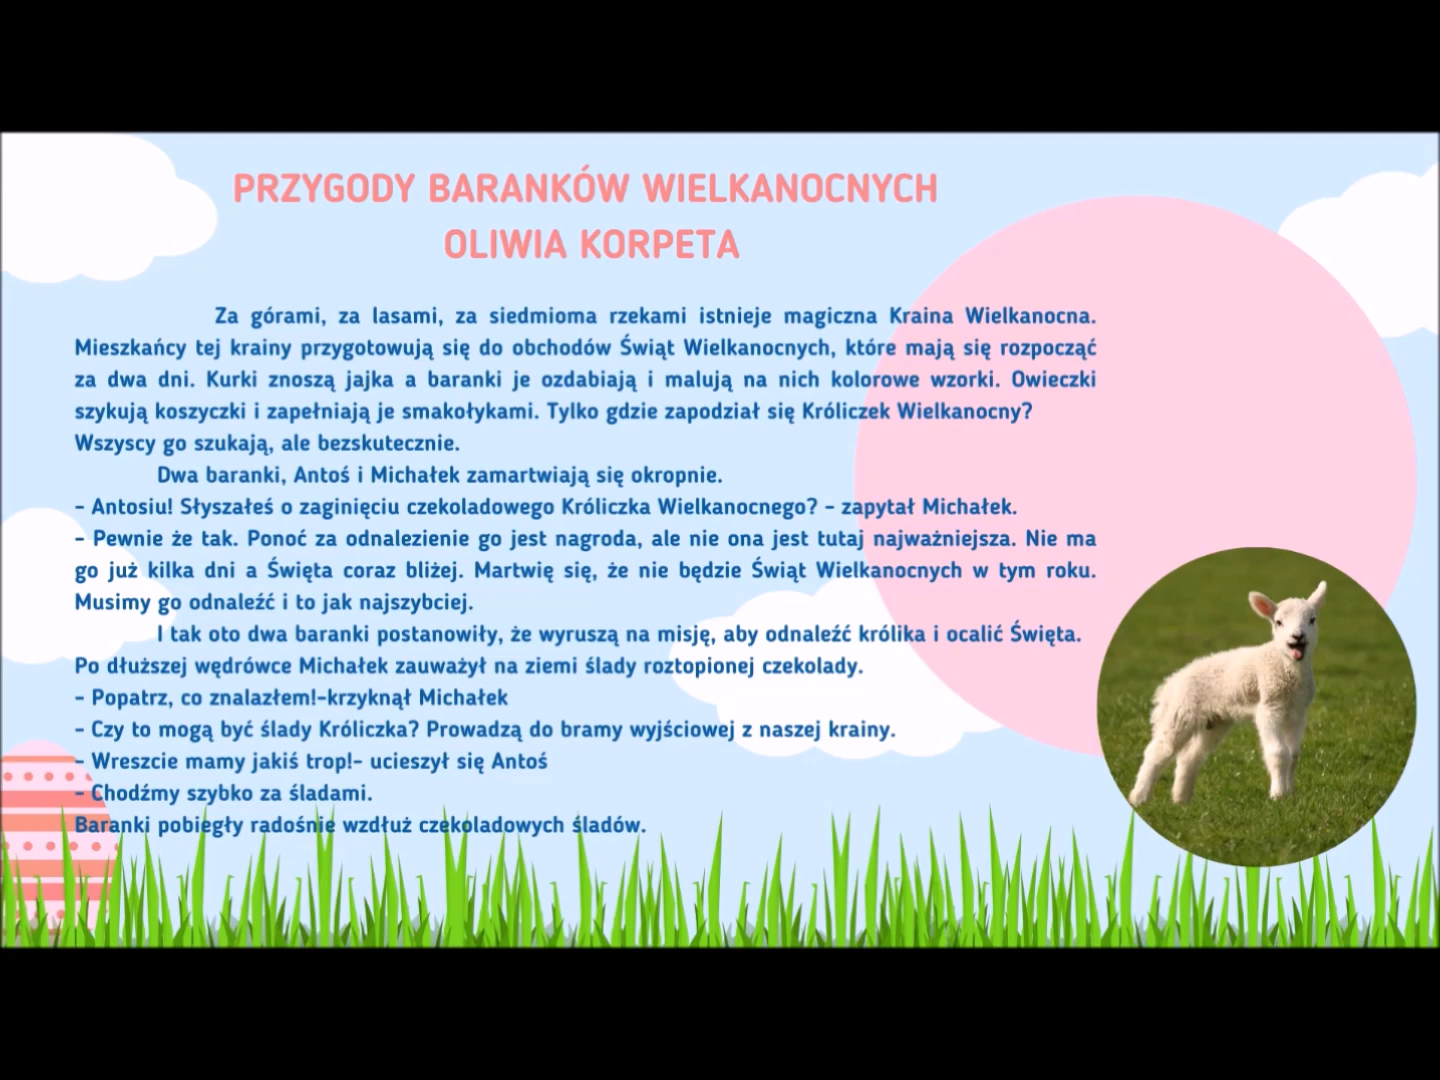 PRZYGODY BARANKÓW WIELKANOCNYCH
OLIWIA KORPETA
Za górami, za lasami, za siedmioma rzekami istnieje magiczna Kraina Wielkanocna.
Mieszkańcy tej krainy przygotowują się do obchodów Świąt Wielkanocnych, które mają się rozpocząć
za dwa dni. Kurki znoszą jajka a baranki je ozdabiają i malują na nich kolorowe wzorki. Owieczki
szykują koszyczki i zapełniają je smakołykami. Tylko gdzie zapodział się Króliczek Wielkanocny?
Wszyscy go szukają, ale bezskutecznie.
Dwa baranki, Antoś i Michałek zamartwiają się okropnie.
- Antosiu! Słyszałeś o zaginięciu czekoladowego Króliczka Wielkanocnego? - zapytał Michałek.
- Pewnie że tak. Ponoć za odnalezienie go jest nagroda, ale nie ona jest tutaj najważniejsza. Nie ma
go już kilka dni a Święta coraz bliżej. Martwię się, że nie będzie Świąt Wielkanocnych w tym roku.
Musimy go odnaleźć i to jak najszybciej.
I tak oto dwa baranki postanowiły, że wyruszą na misję, aby odnaleźć królika i ocalić Święta.
Po dłuższej wędrówce Michałek zauważył na ziemi ślady roztopionej czekolady.
- Popatrz, co znalazłem!-krzyknął Michałek
- Czy to mogą być ślady Króliczka? Prowadzą do bramy wyjściowej z naszej krainy.
- Wreszcie mamy jakiś trop!- ucieszył się Antoś
- Chodźmy szybko za śladami.
Baranki pobiegły radośnie wzdłuż czekoladowych śladów.